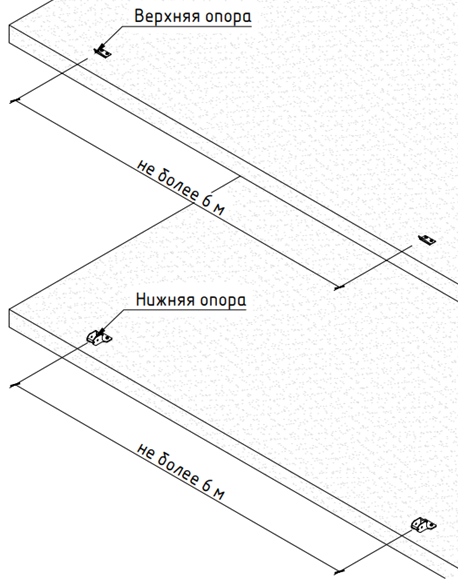 Верхняя опора
не более 6 м
Нижняя опора
не более 6 м